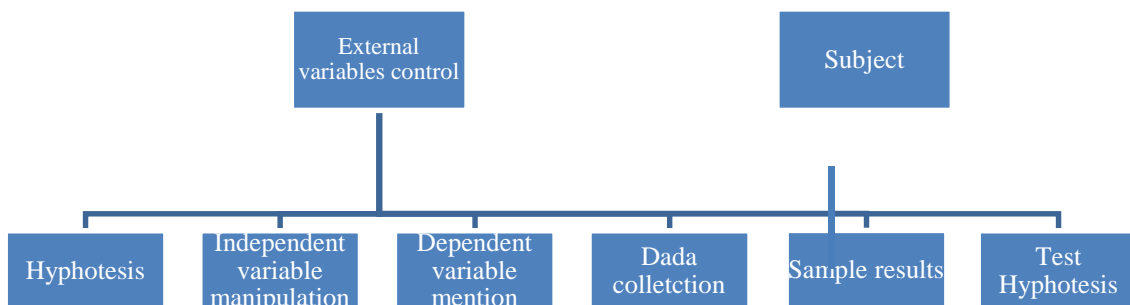 External
variables control
Subject
Hyphotesis
Independent
variable
manipulation
Dependent
variable
mention
Dada
colletction
Sample results
Test
Hyphotesis